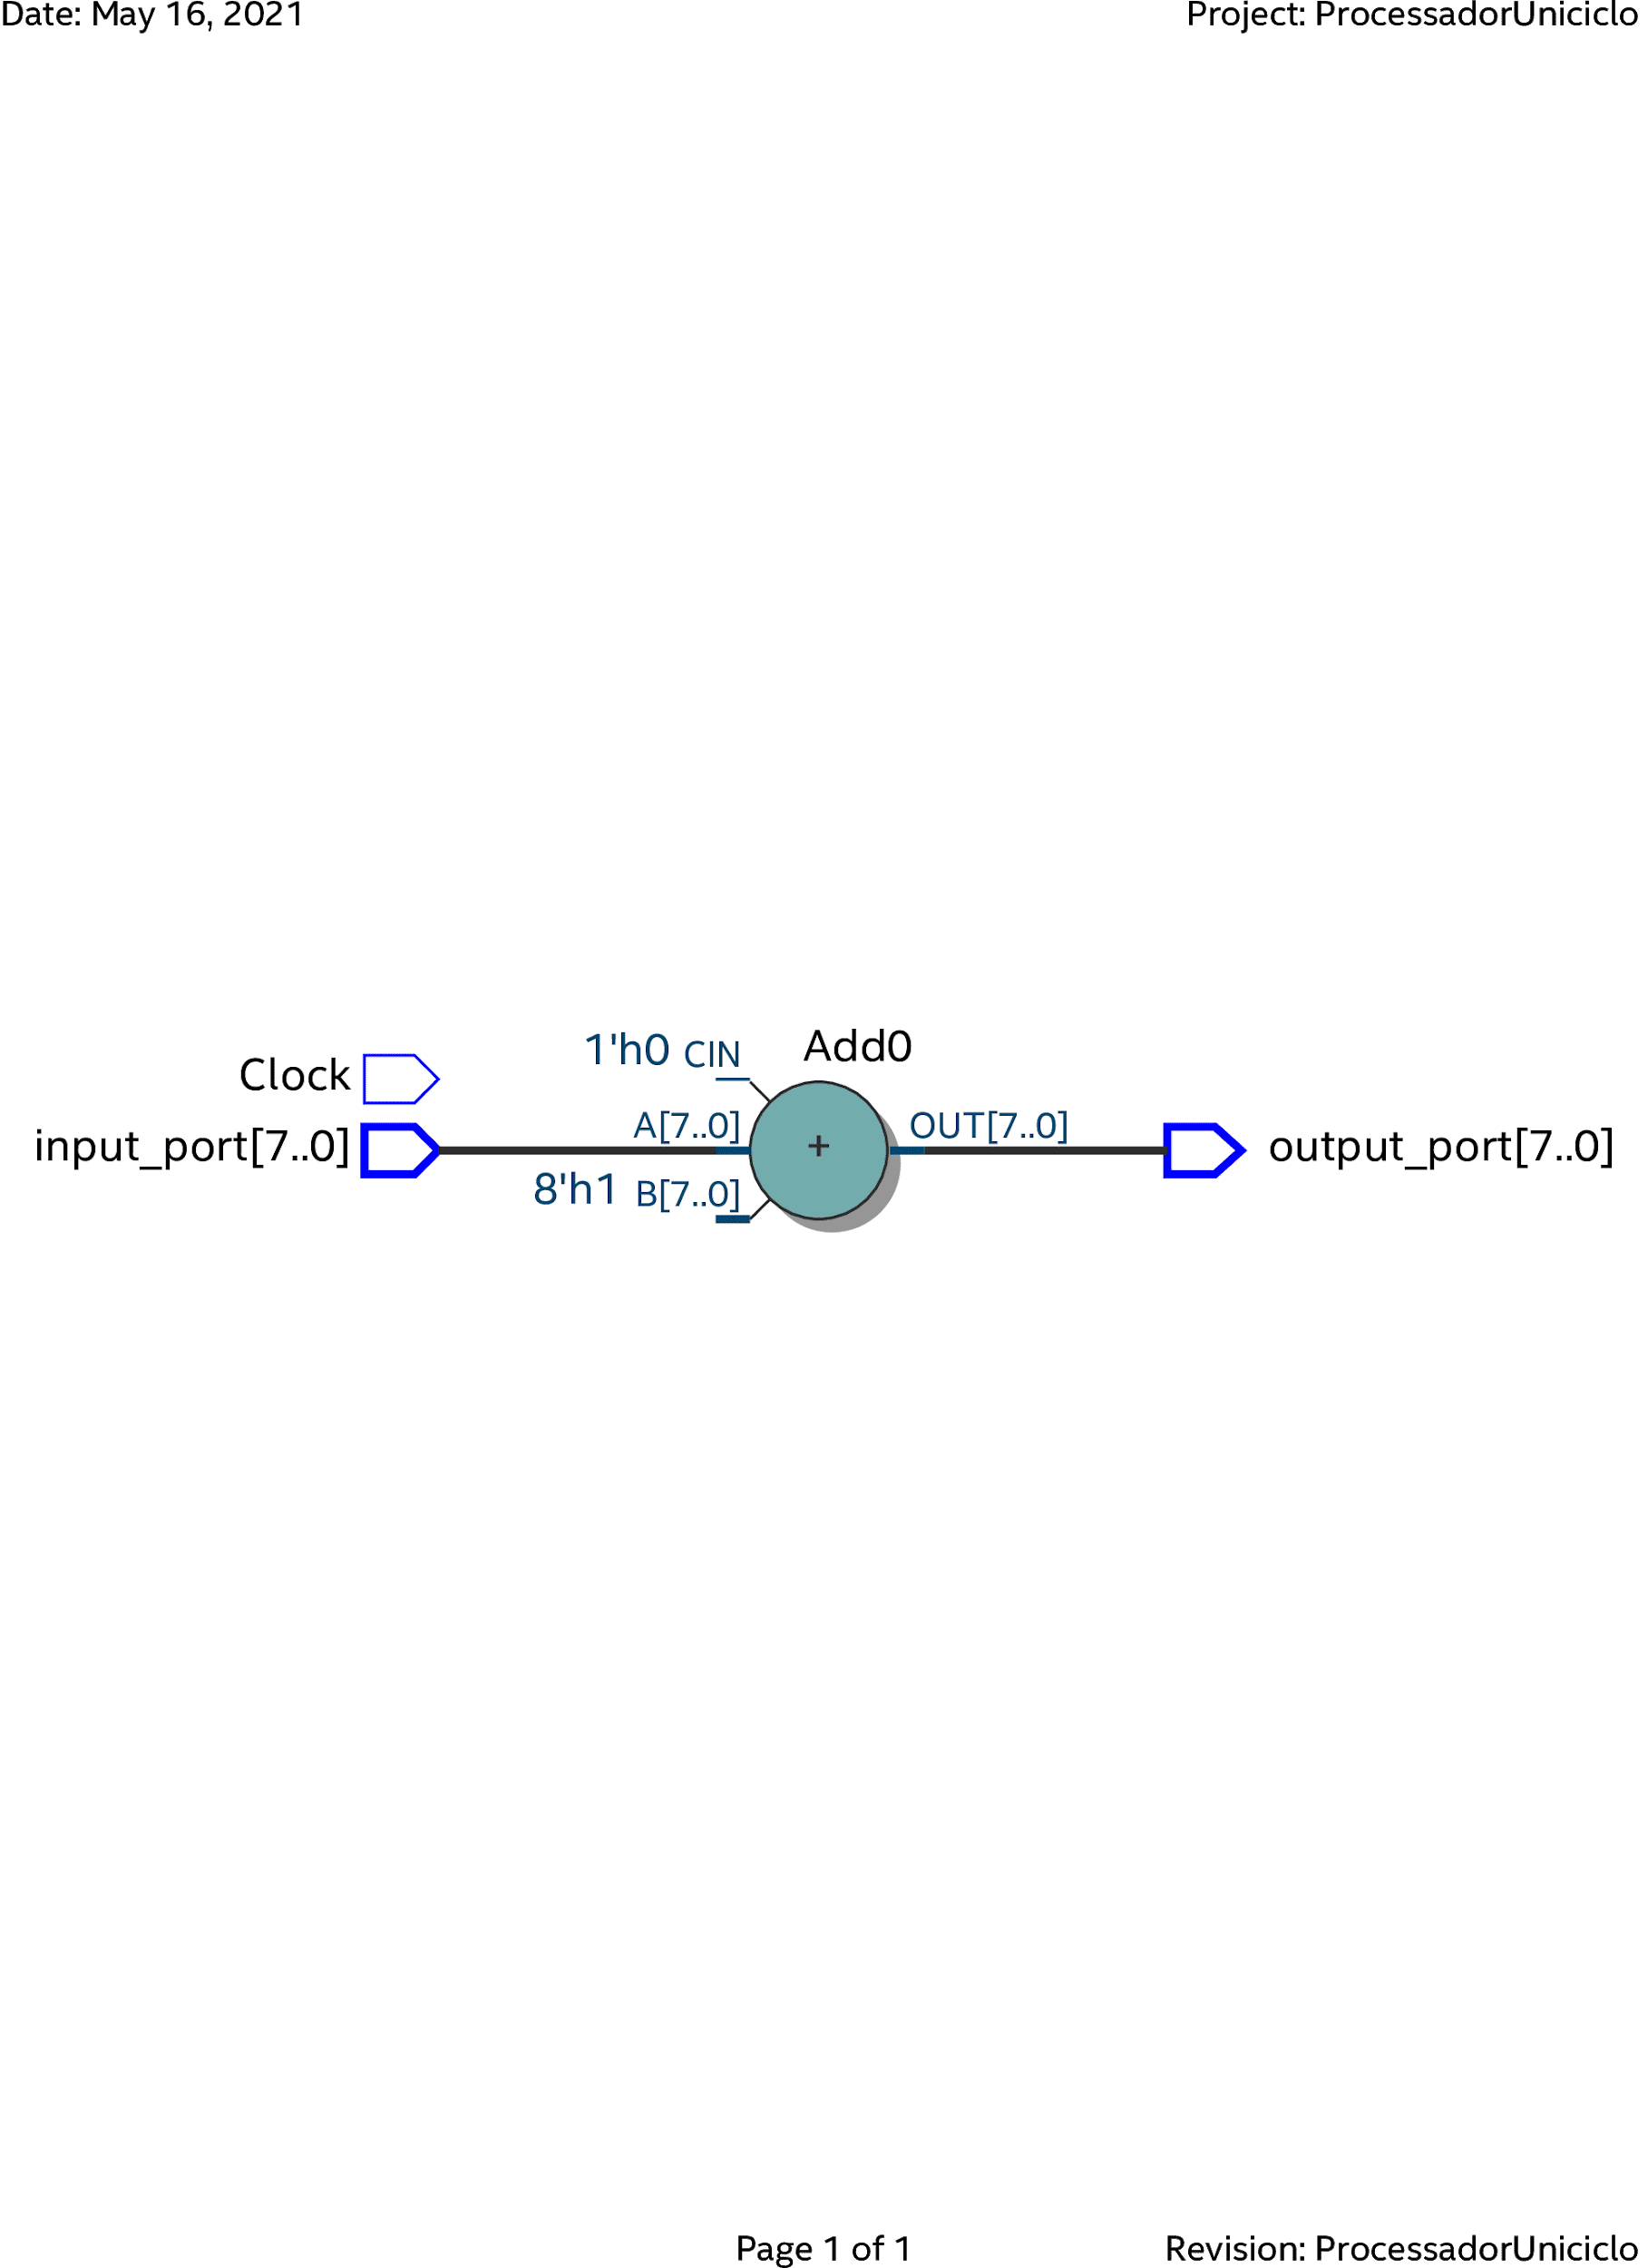 Date: May 16, 2021
Project: ProcessadorUniciclo
1'h0 CIN
Add0
Clock
A[7..0]
OUT[7..0]
input_port[7..0]
output_port[7..0]
8'h1 B[7..0]
+
Page 1 of 1
Revision: ProcessadorUniciclo